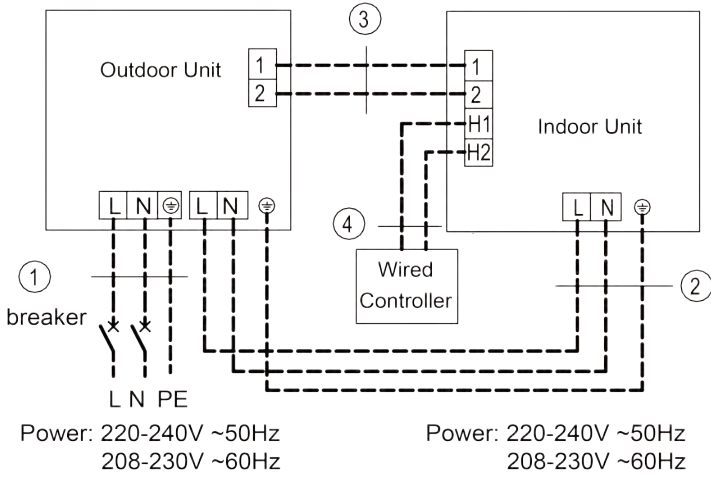 3
Outdoor Unit
1
2
1
2
H1
H2
Indoor Unit
L N L N
L N
4
Wired
Controller
1
breaker
2
L N PE
Power: 220-240V ~50Hz
208-230V ~60Hz
Power: 220-240V ~50Hz
208-230V ~60Hz